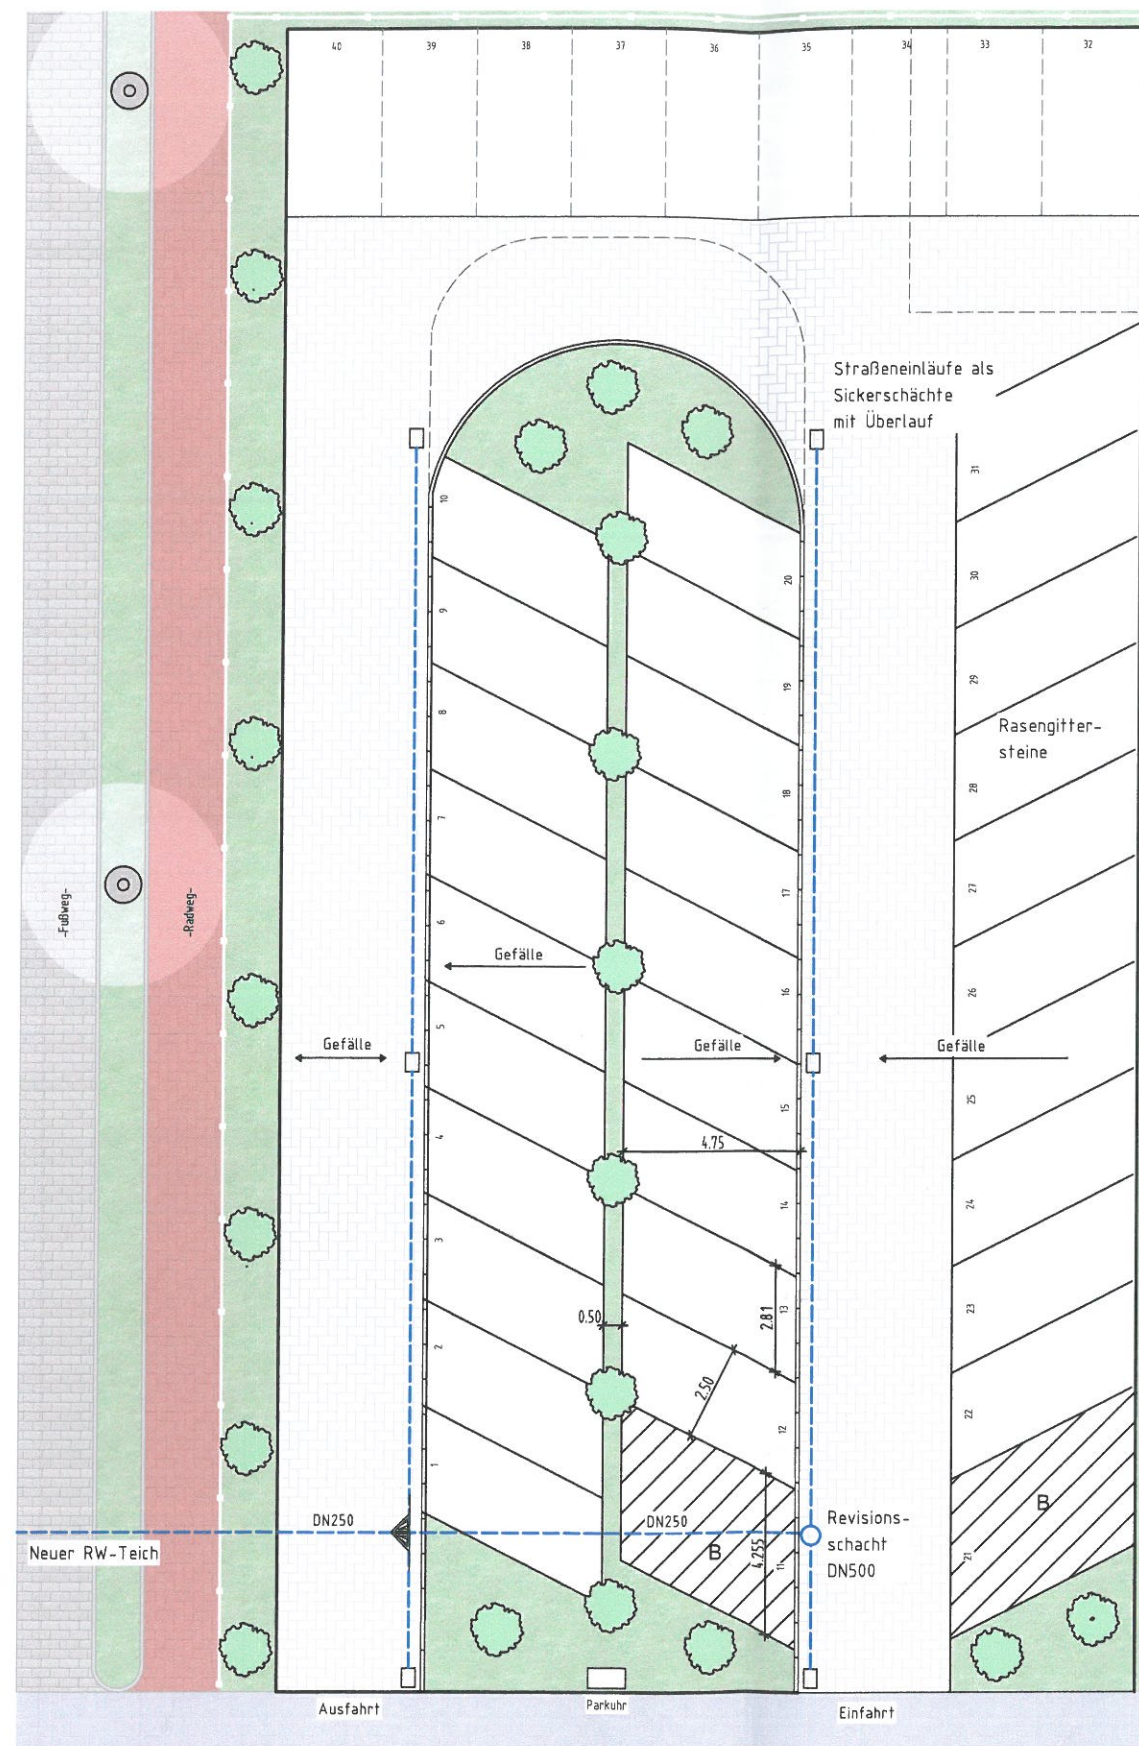 40
39
38
37
36
35
34
33
32
Straßeneinläufe als
Sickerschächte
mit Überlauf
31
10
30
20
9
29
19
8
Rasengitter-
steine
28
18
7
27
17
-Fußweg-
-Radweg-
6
Gefälle
26
16
5
Gefälle
Gefälle
Gefälle
25
15
4
4.75
24
14
3
23
13
2.81
0.50
2
2.50
22
12
1
B
DN250
DN250
Revisions-
schacht
DN500
Neuer RW-Teich
B
4.255
11
21
Ausfahrt
Parkuhr
Einfahrt